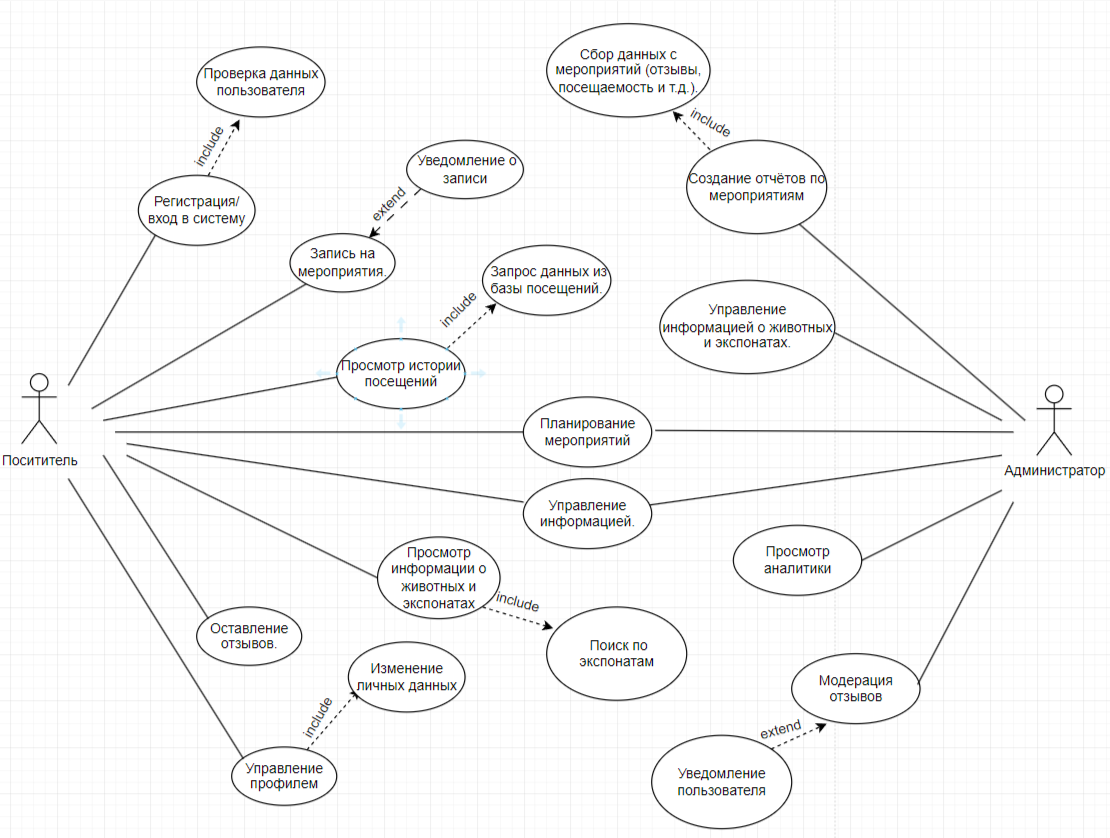 Сбор данных с
мероприятий (отзывы,
посещаемость и т.д.).
Проверка данных
пользователя
include
include
Уведомление о
записи
Создание отчётов по
мероприятиям
Регистрация/
вход в систему
extend
Запись на
мероприятия.
Запрос данных из
базы посещений.
include
Управление
информацией о животных
и экспонатах.
Просмотр истории
посещений
Планирование
мероприятий
Посититель
Администратор
Управление
информацией.
Просмотр
информации о
животных и
экспонатах
Просмотр
аналитики
include
Оставление
отзывов.
Поиск по
экспонатам
Изменение
личных данных
Модерация
отзывов
include
extend
Управление
профилем
Уведомление
пользователя